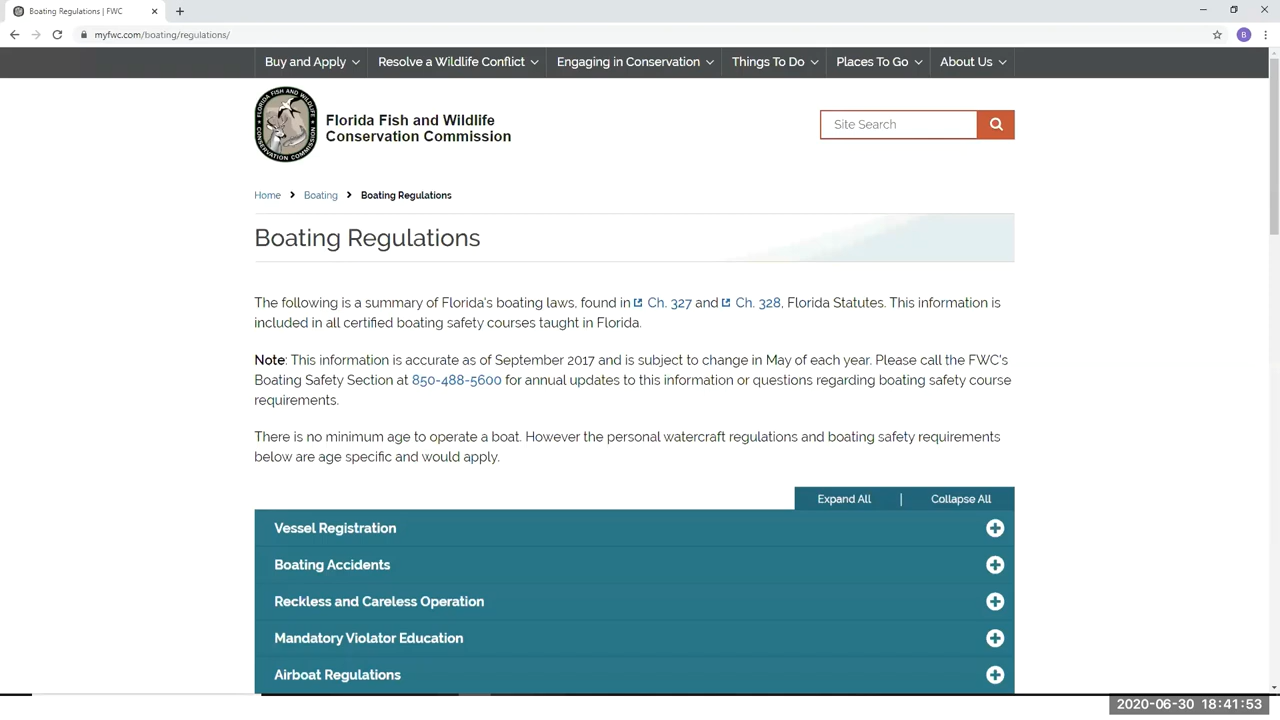 Boating Regulations | FWC
myfwc.com/boating/regulations/
B
Buy and Apply Resolve a Wildlife Conflict Engaging in Conservation Things To Do Places To Go About Us
Florida Fish and Wildlife
Conservation Commission
Site Search
FLORIDA FISH AND WILDLIFE
CONSERVATION COMMISSION
Home Boating Boating Regulations
Boating Regulations
The following is a summary of Florida's boating laws, found in Ch. 327 and Ch. 328, Florida Statutes. This information is
included in all certified boating safety courses taught in Florida.
Note: This information is accurate as of September 2017 and is subject to change in May of each year. Please call the FWC's
Boating Safety Section at 850-488-5600 for annual updates to this information or questions regarding boating safety course
requirements.
There is no minimum age to operate a boat. However the personal watercraft regulations and boating safety requirements
below are age specific and would apply.
Expand All | Collapse All
Vessel Registration
Boating Accidents
Reckless and Careless Operation
Mandatory Violator Education
Airboat Regulations
2020-06-30 18:41:53